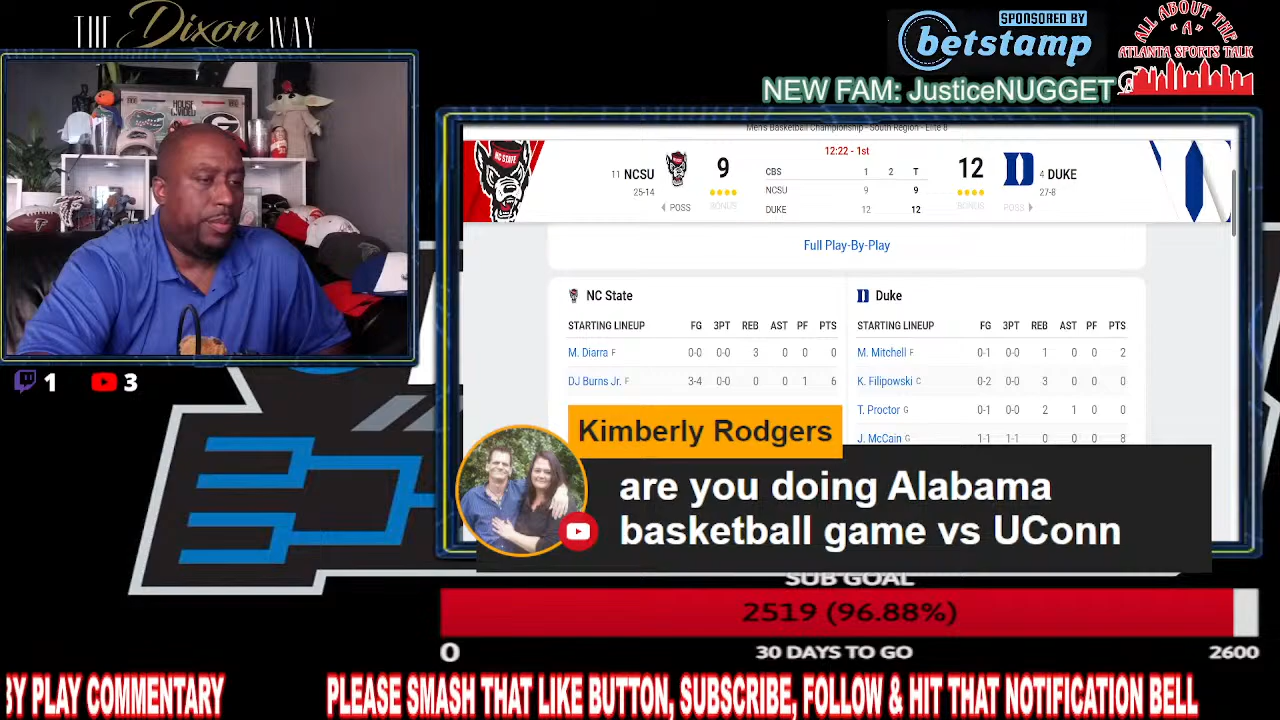 THE Dixon WAY
SPONSORED BY
betstamp
ALL ABOUT THE
"A"
ATLANTA SPORTS TALK
NEW FAM: JusticeNUGGET
HOUSE
DIVIDED
Men's Basketball Championship - South Region - Elite 8
12:22 - 1st
11 NCSU
25-14
POSS
9
BONUS
CBS 1 2 T
NCSU 9 9
DUKE 12 12
12
BONUS
4 DUKE
27-8
POSS
Full Play-By-Play
NC State
STARTING LINEUP FG 3PT REB AST PF PTS
M. Diarra F 0-0 0-0 3 0 0 0
DJ Burns Jr. F 3-4 0-0 0 0 1 6
Duke
STARTING LINEUP FG 3PT REB AST PF PTS
M. Mitchell F 0-1 0-0 1 0 0 2
K. Filipowski C 0-2 0-0 3 0 0 0
T. Proctor G 0-1 0-0 2 1 0 0
J. McCain G 1-1 1-1 0 0 0 8
1 3
Kimberly Rodgers
are you doing Alabama
basketball game vs UConn
SUB GOAL
2519 (96.88%)
0 30 DAYS TO GO 2600
BY PLAY COMMENTARY PLEASE SMASH THAT LIKE BUTTON, SUBSCRIBE, FOLLOW & HIT THAT NOTIFICATION BELL